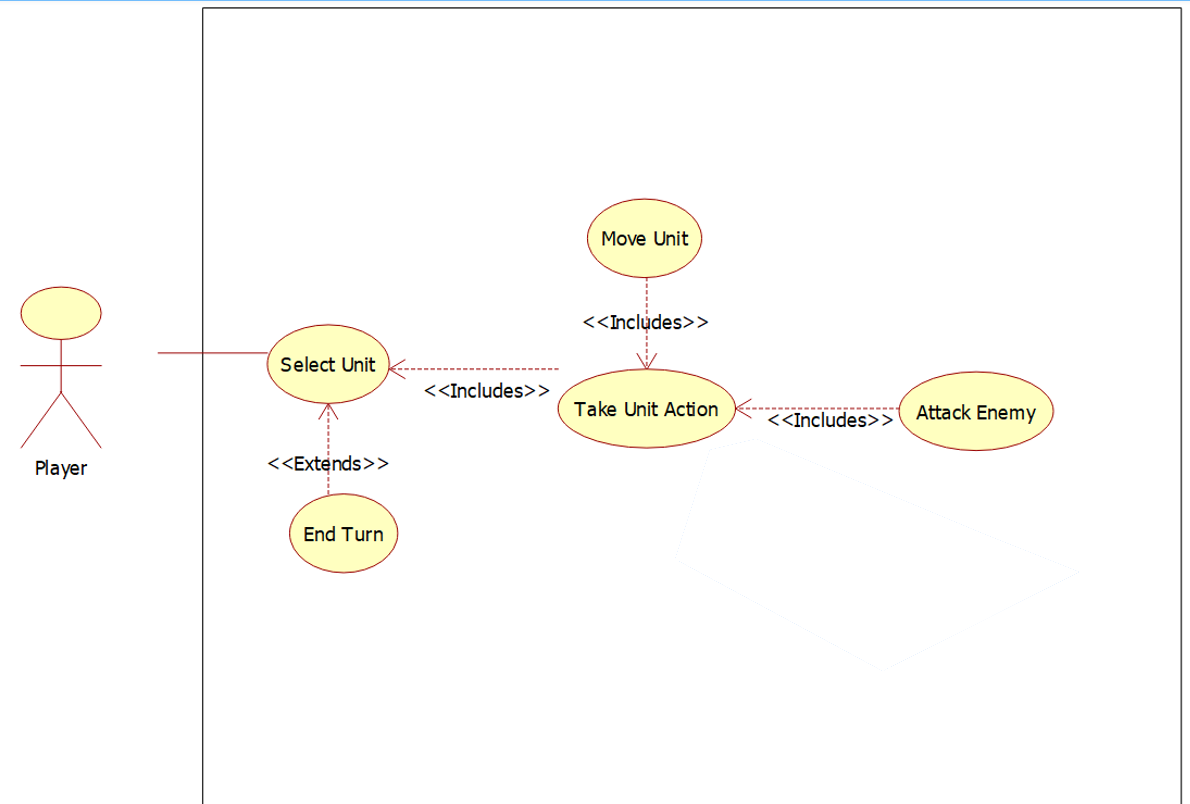 Move Unit
<<Includes>>
Select Unit
<<Includes>>
Take Unit Action
Attack Enemy
<<Includes>>
Player
<<Extends>>
End Turn